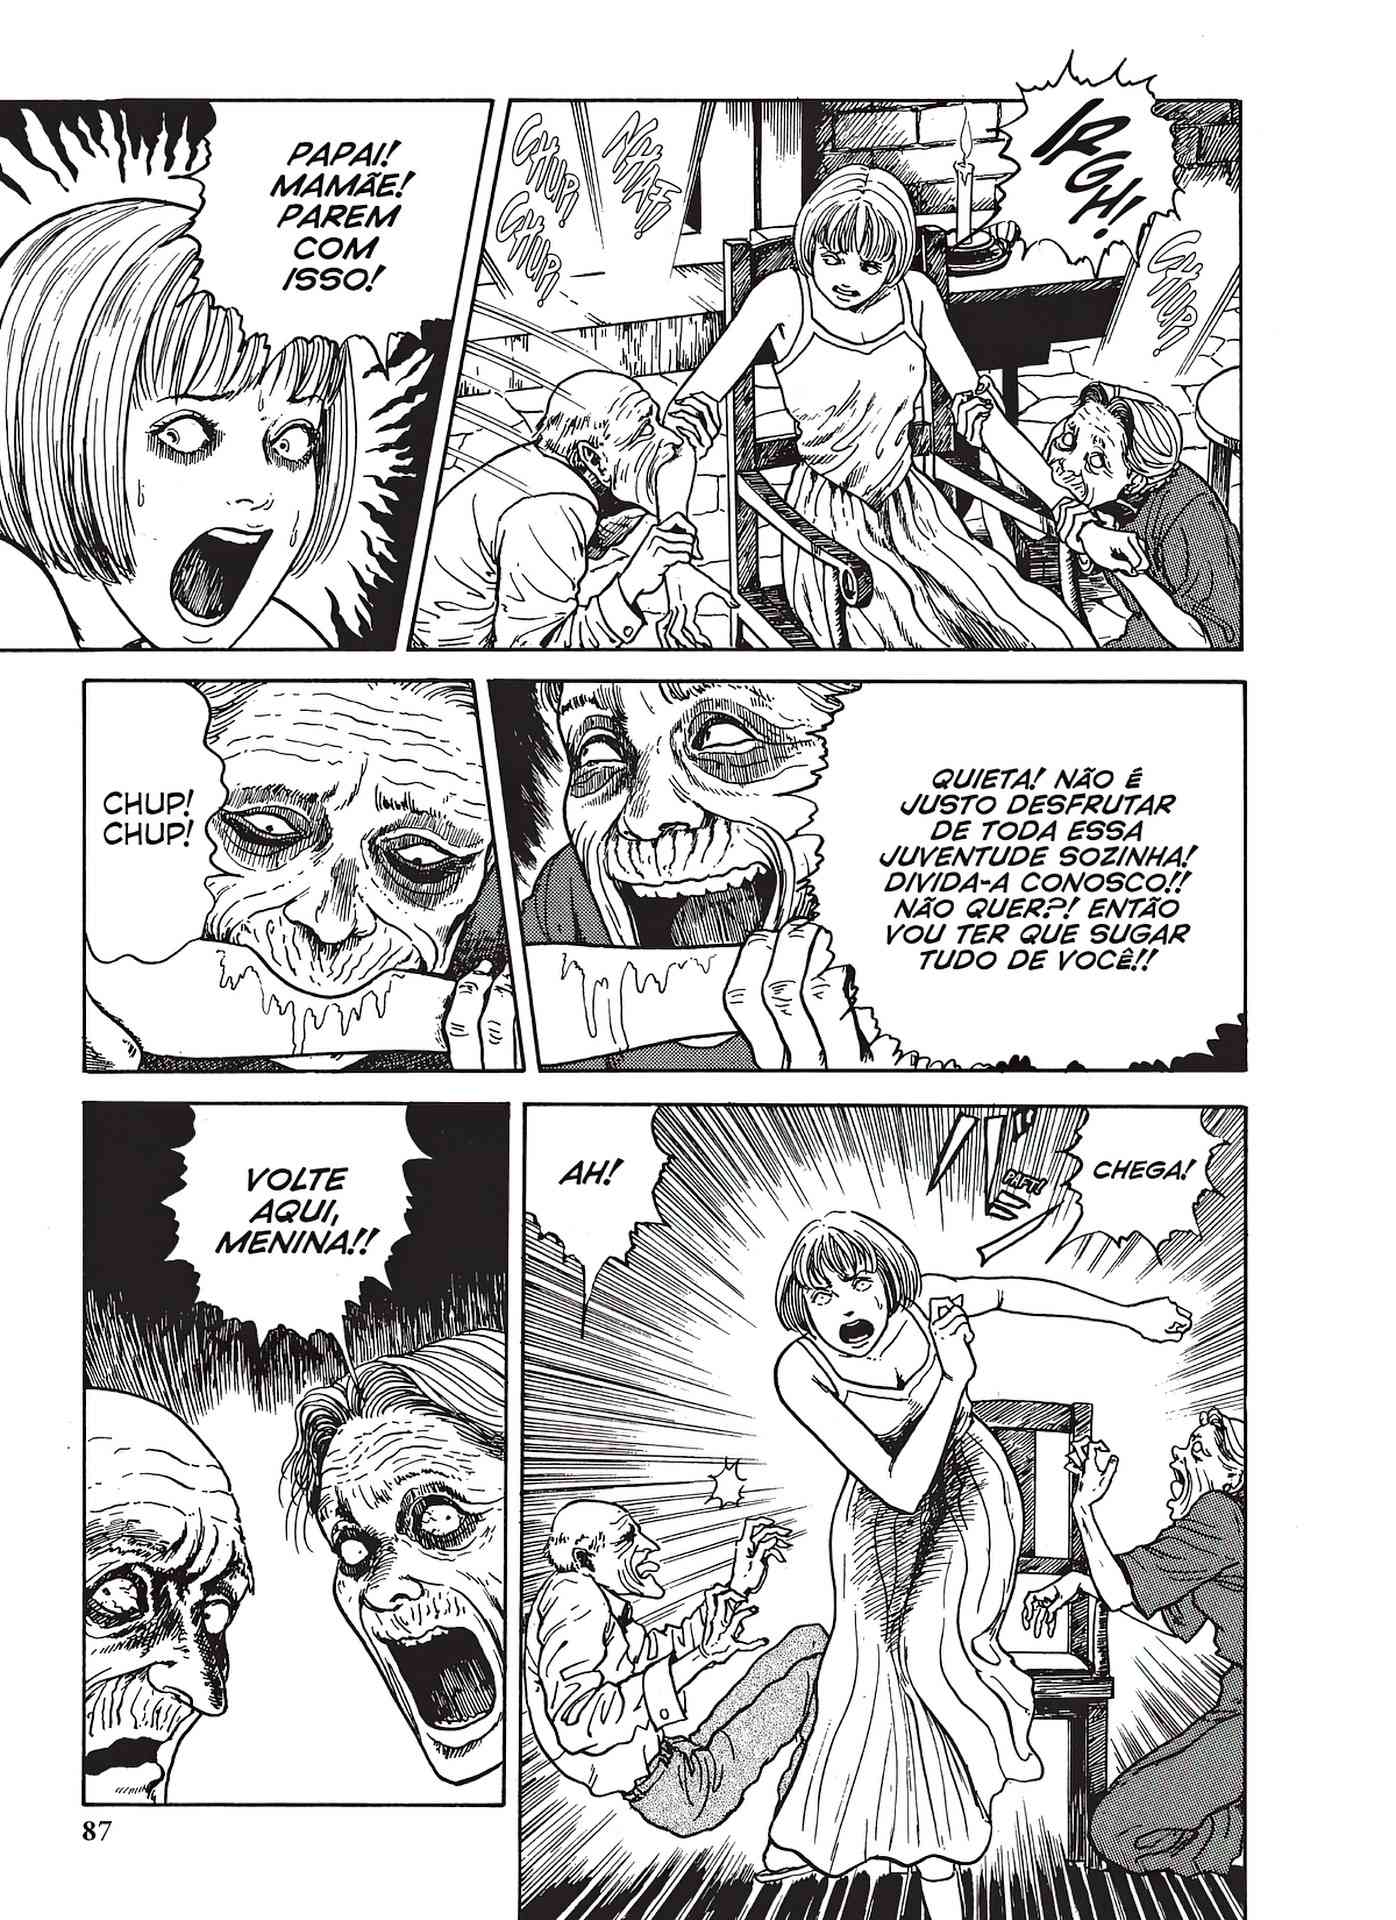 IRGH!
CHUP!
CHUP!
NHAF!
CHUP!
CHUP!
PAPAI!
MAMÃE!
PAREM
COM
ISSO!
QUIETA! NÃO É
JUSTO DESFRUTAR
DE TODA ESSA
JUVENTUDE SOZINHA!
DIVIDA-A CONOSCO!!
NÃO QUER?! ENTÃO
VOU TER QUE SUGAR
TUDO DE VOCÊ!!
CHUP!
CHUP!
CHEGA!
PAFT!
AH!
VOLTE
AQUI,
MENINA!!
87